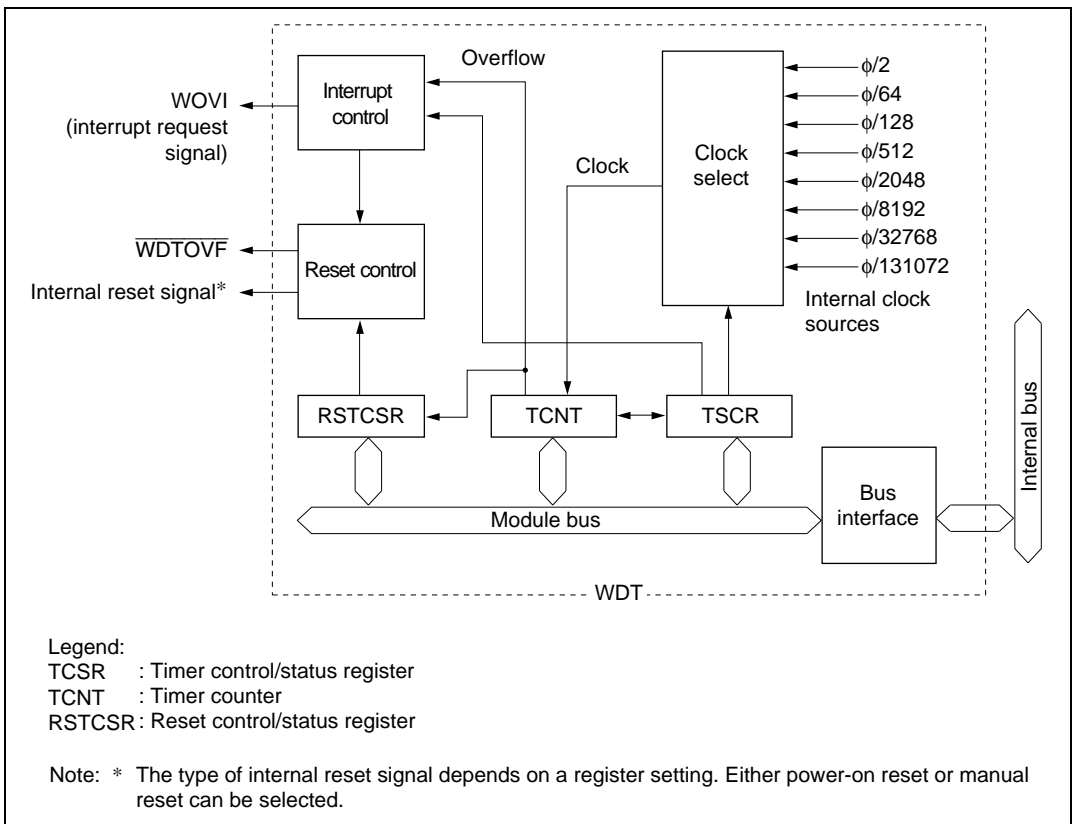 Overflow
Interrupt
control
WOVI
(interrupt request
signal)
Clock
Clock
select
ϕ/2
ϕ/64
ϕ/128
ϕ/512
ϕ/2048
ϕ/8192
ϕ/32768
ϕ/131072
Internal clock
sources
WDTOVF
Internal reset signal*
Reset control
RSTCSR
TCNT
TSCR
Module bus
Bus
interface
Internal bus
WDT
Legend:
TCSR : Timer control/status register
TCNT : Timer counter
RSTCSR : Reset control/status register
Note: * The type of internal reset signal depends on a register setting. Either power-on reset or manual
reset can be selected.